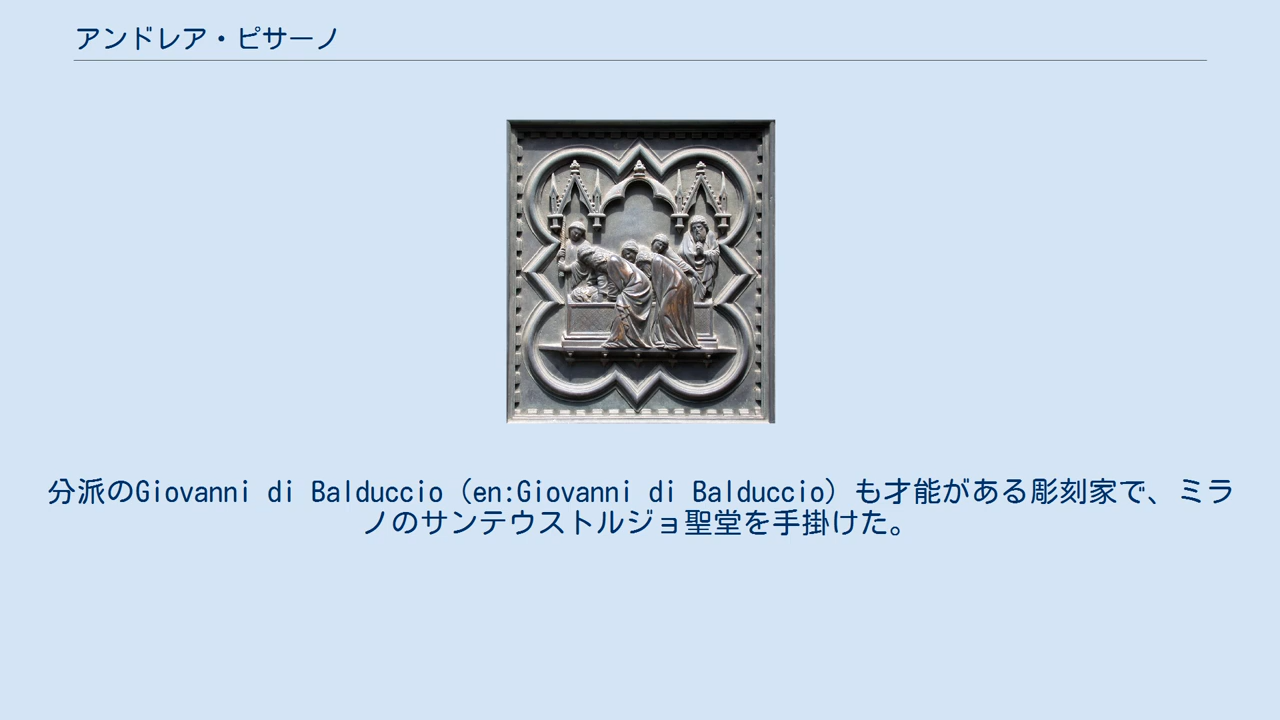 アンドレア・ピサーノ
分派のGiovanni di Balduccio（en:Giovanni di Balduccio）も才能がある彫刻家で、ミラ
ノのサンテウストルジョ聖堂を手掛けた。